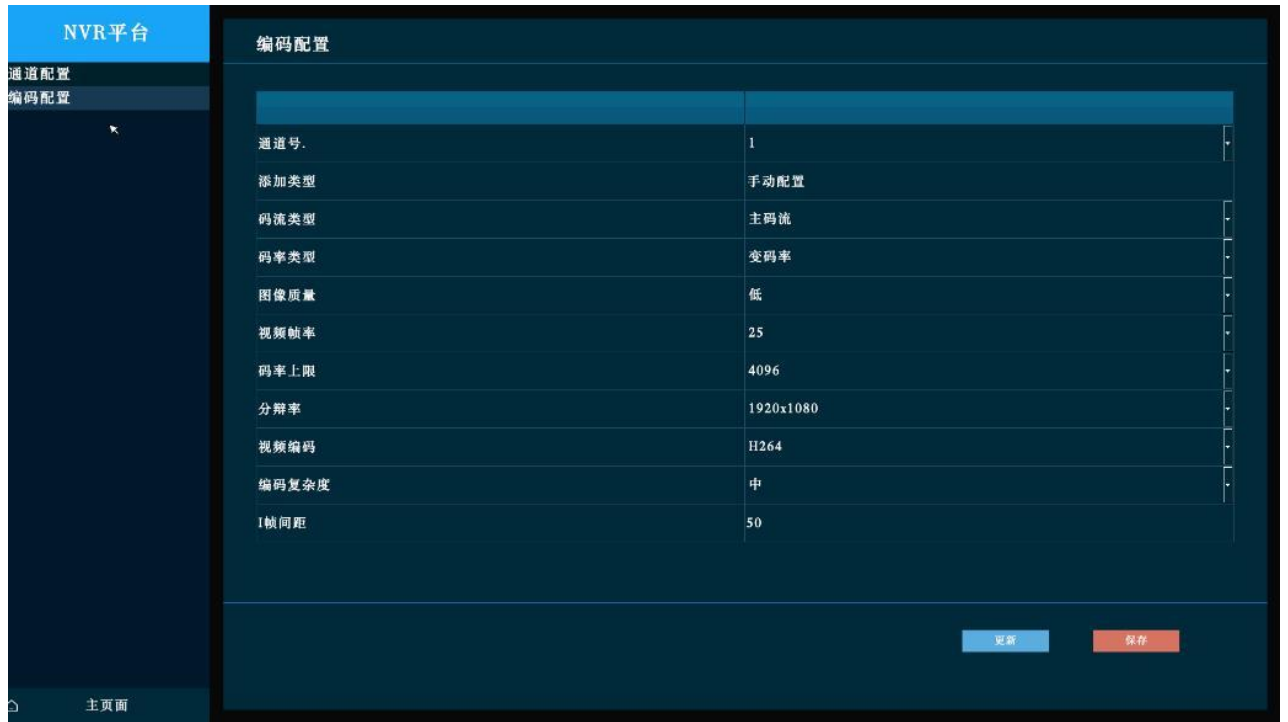 NVR平台
通道配置
编码配置
主页面
编码配置
通道号. 1
添加类型 手动配置
码流类型 主码流
码率类型 变码率
图像质量 低
视频帧率 25
码率上限 4096
分辩率 1920x1080
视频编码 H264
编码复杂度 中
I帧间距 50
更新 保存